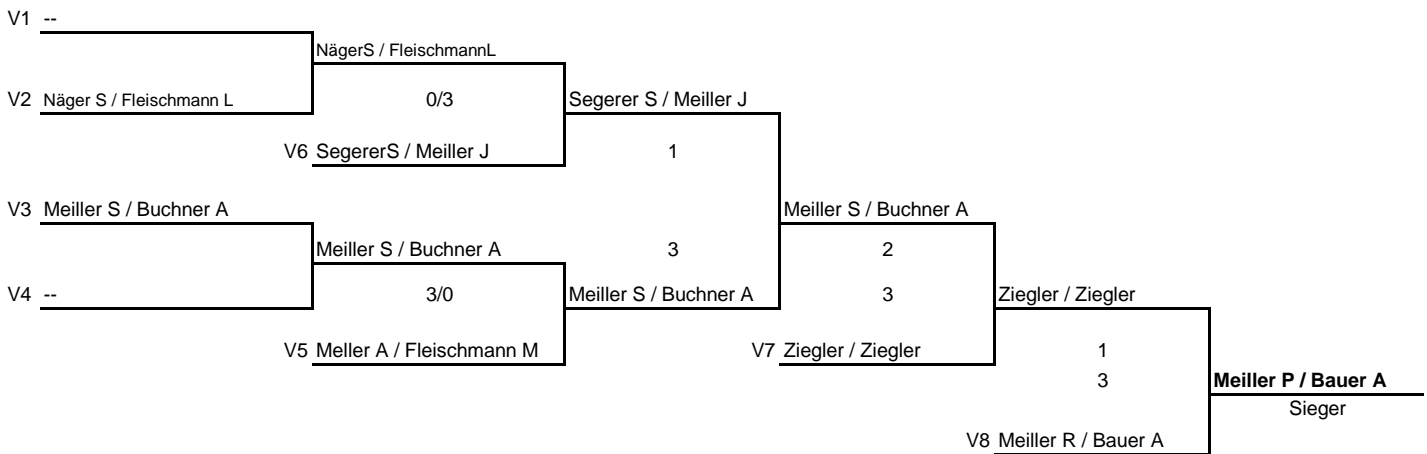 V1 --
NägerS / FleischmannL
V2 Näger S / Fleischmann L
0/3
Segerer S / Meiller J
V6 SegererS / Meiller J
1
V3 Meiller S / Buchner A
Meiller S / Buchner A
Meiller S / Buchner A
3
2
V4 --
3/0
Meiller S / Buchner A
3
Ziegler / Ziegler
V5 Meller A / Fleischmann M
V7 Ziegler / Ziegler
1
3
Meiller P / Bauer A
Sieger
V8 Meiller R / Bauer A